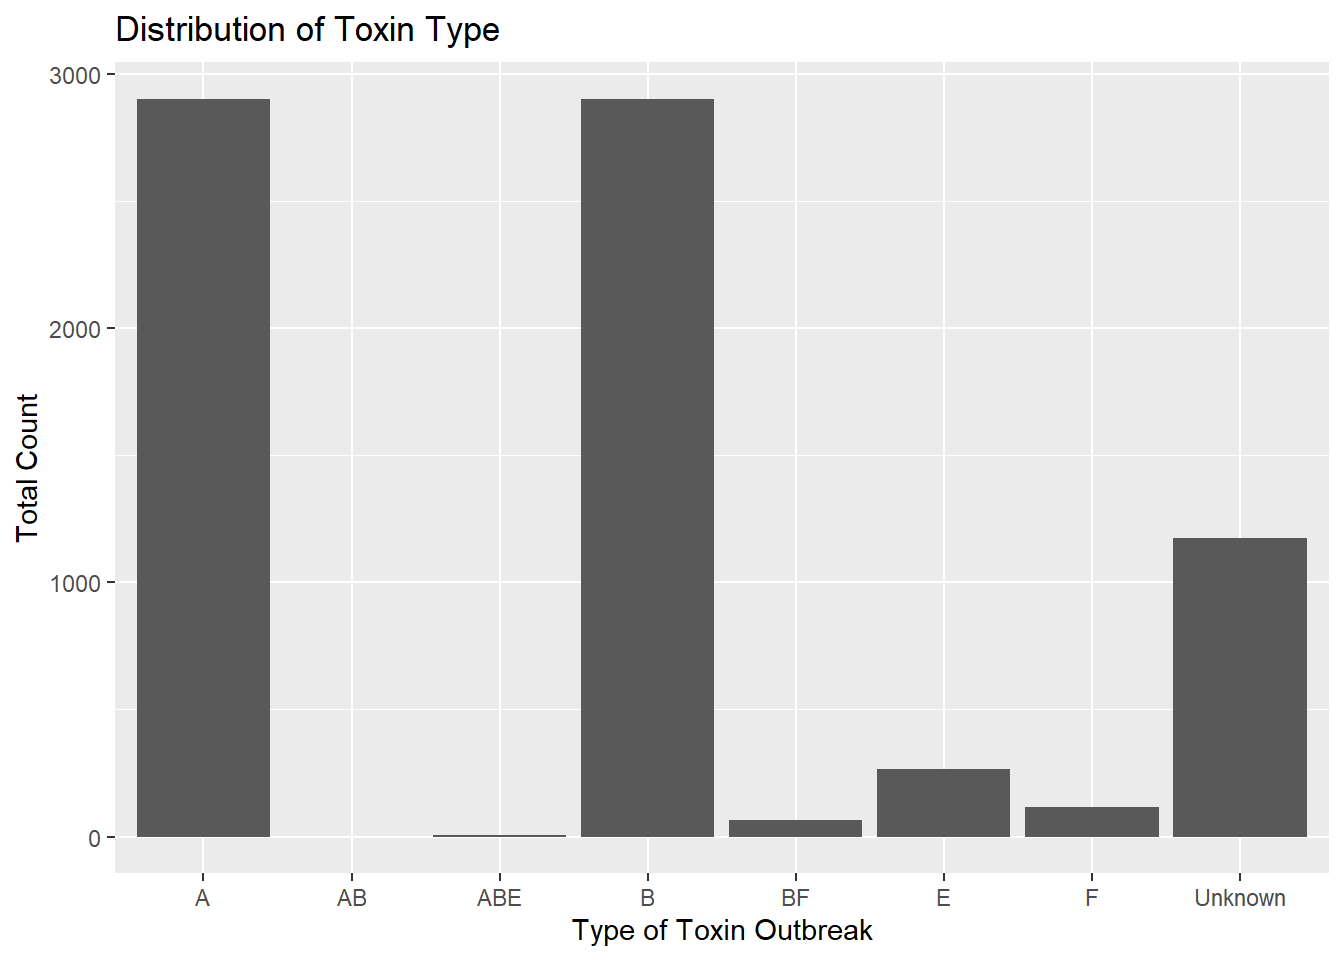 Distribution of Toxin Type
3000
2000
1000
0
Total Count
A AB ABE B BF E F Unknown
Type of Toxin Outbreak